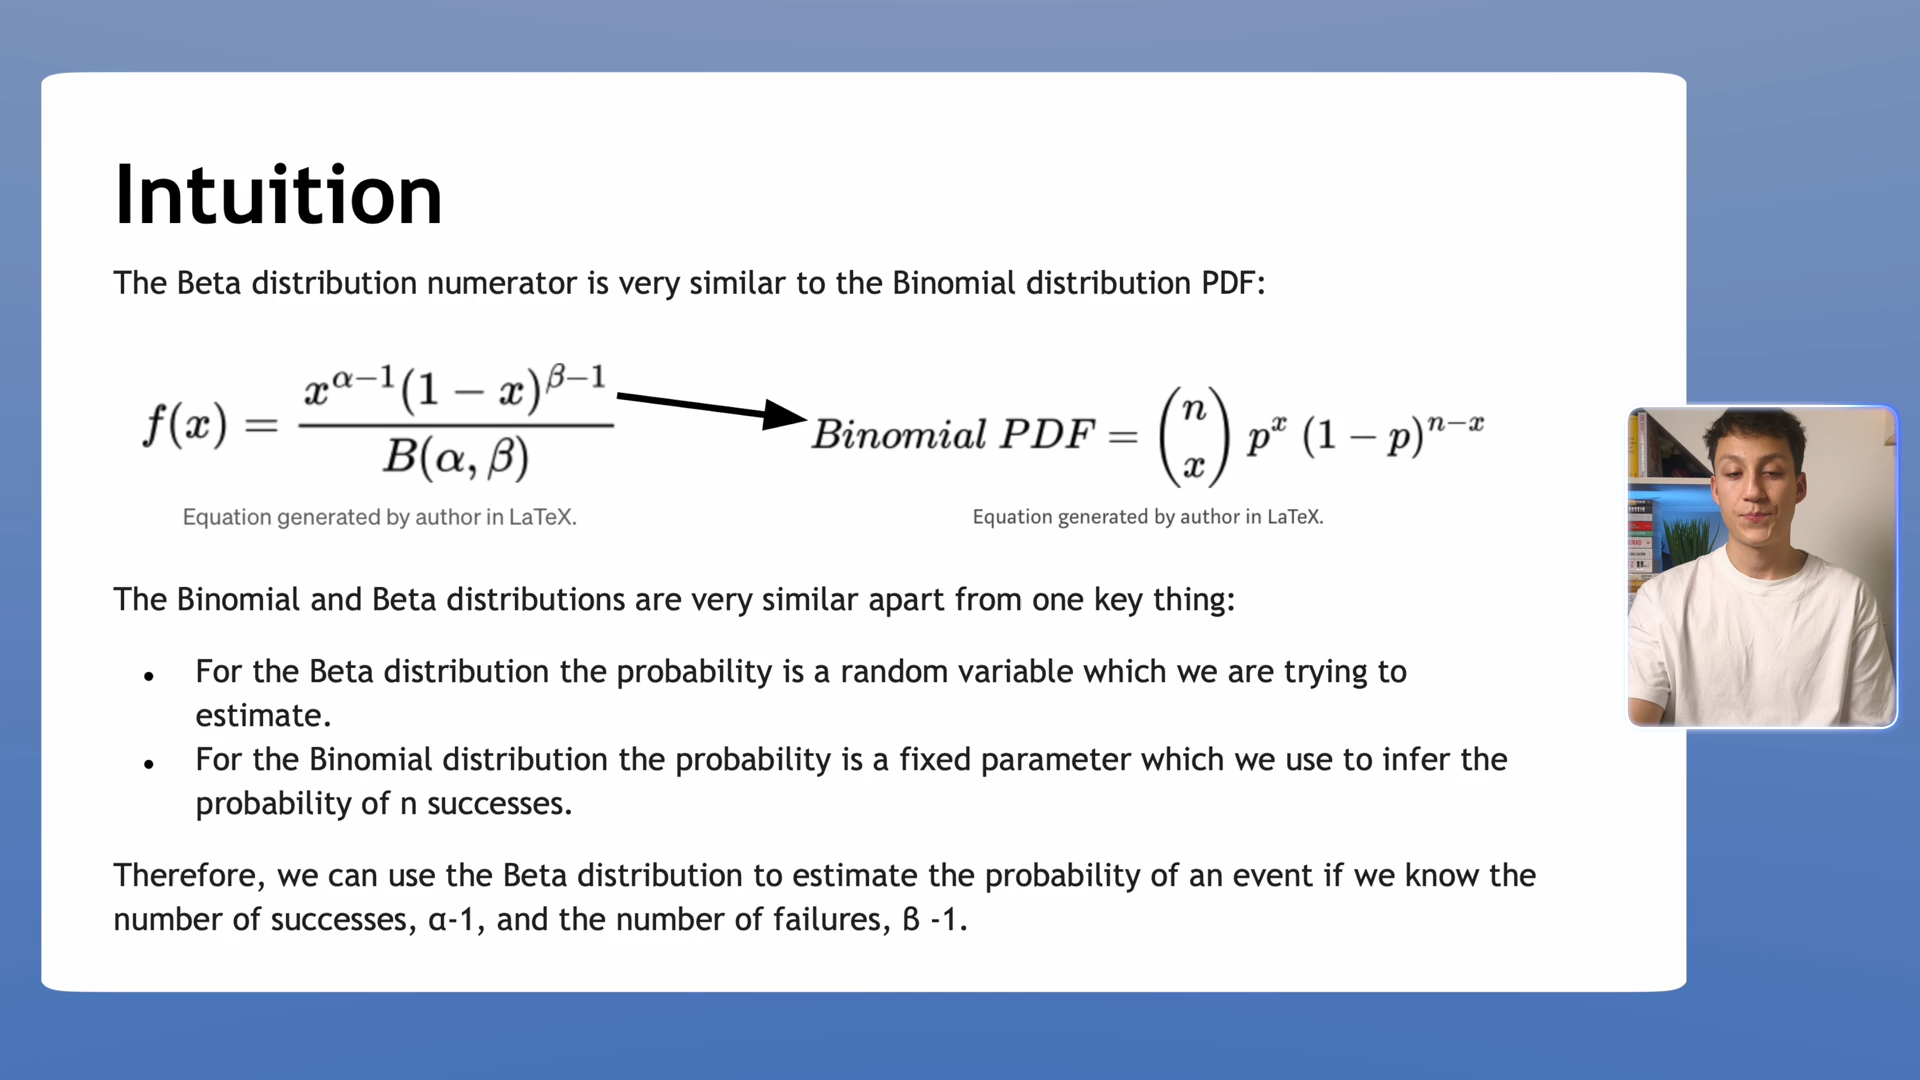 Intuition
The Beta distribution numerator is very similar to the Binomial distribution PDF:
f(x) = x^{α−1}(1 − x)^{β−1} / B(α, β)
Binomial PDF = (n x) p^x (1 − p)^{n−x}
Equation generated by author in LaTeX.
Equation generated by author in LaTeX.
The Binomial and Beta distributions are very similar apart from one key thing:
• For the Beta distribution the probability is a random variable which we are trying to
estimate.
• For the Binomial distribution the probability is a fixed parameter which we use to infer the
probability of n successes.
Therefore, we can use the Beta distribution to estimate the probability of an event if we know the
number of successes, α-1, and the number of failures, β -1.